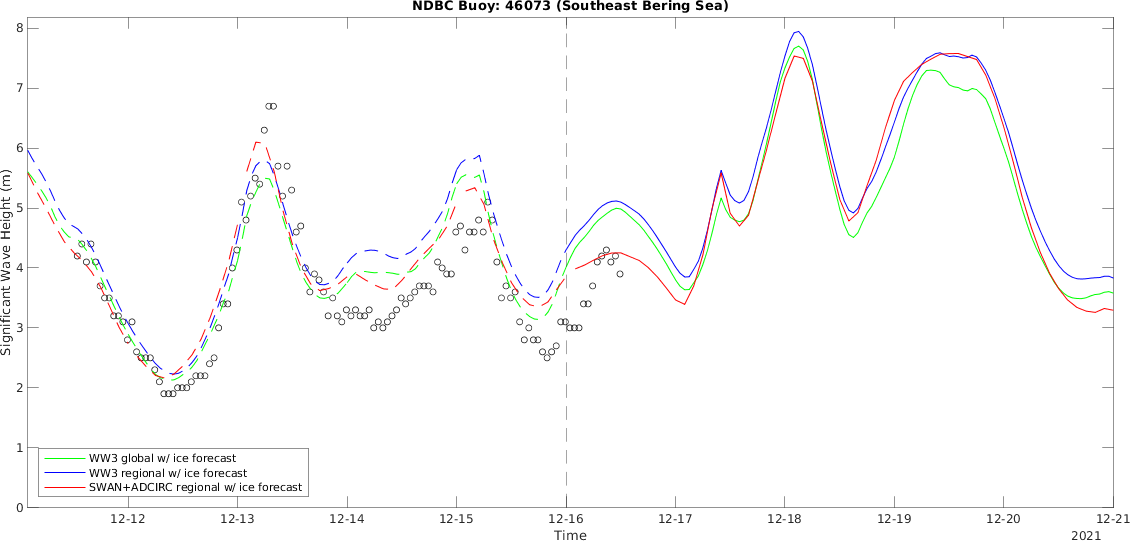 NDBC Buoy: 46073 (Southeast Bering Sea)
8
7
6
5
4
3
2
1
0
Significant Wave Height (m)
WW3 global w/ ice forecast
WW3 regional w/ ice forecast
SWAN+ADCIRC regional w/ ice forecast
12-12 12-13 12-14 12-15 12-16 12-17 12-18 12-19 12-20 12-21
Time
2021